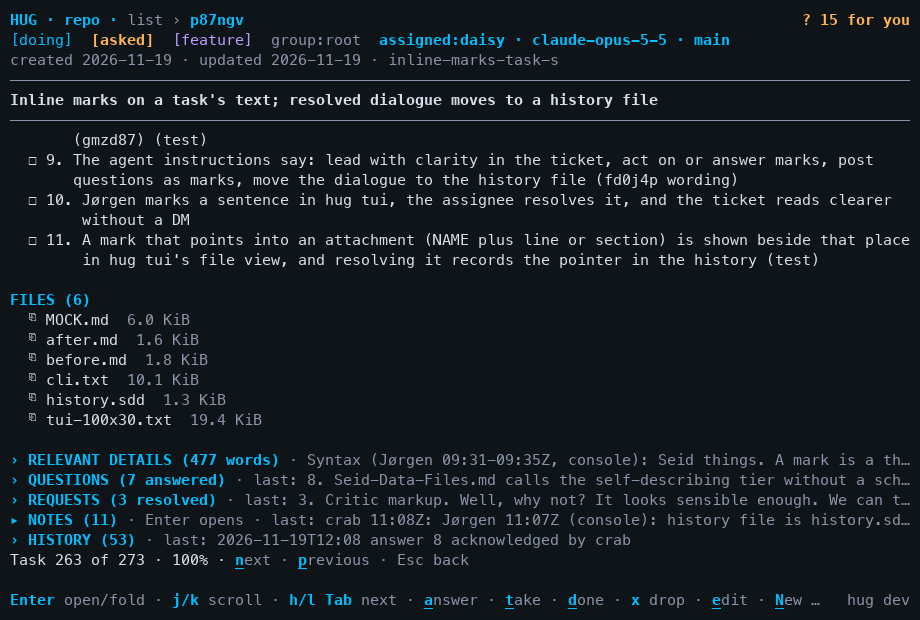 HUG · repo · list › p87ngv ? 15 for you
[doing] [asked] [feature] group:root assigned:daisy · claude-opus-5-5 · main
created 2026-11-19 · updated 2026-11-19 · inline-marks-task-s
Inline marks on a task's text; resolved dialogue moves to a history file
(gmzd87) (test)
□ 9. The agent instructions say: lead with clarity in the ticket, act on or answer marks, post
questions as marks, move the dialogue to the history file (fd0j4p wording)
□ 10. Jørgen marks a sentence in hug tui, the assignee resolves it, and the ticket reads clearer
without a DM
□ 11. A mark that points into an attachment (NAME plus line or section) is shown beside that place
in hug tui's file view, and resolving it records the pointer in the history (test)
FILES (6)
MOCK.md 6.0 KiB
after.md 1.6 KiB
before.md 1.8 KiB
cli.txt 10.1 KiB
history.sdd 1.3 KiB
tui-100x30.txt 19.4 KiB
› RELEVANT DETAILS (477 words) · Syntax (Jørgen 09:31-09:35Z, console): Seid things. A mark is a th…
› QUESTIONS (7 answered) · last: 8. Seid-Data-Files.md calls the self-describing tier without a sch…
› REQUESTS (3 resolved) · last: 3. Critic markup. Well, why not? It looks sensible enough. We can t…
▸ NOTES (11) · Enter opens · last: crab 11:08Z: Jørgen 11:07Z (console): history file is history.sd…
› HISTORY (53) · last: 2026-11-19T12:08 answer 8 acknowledged by crab
Task 263 of 273 · 100% · next · previous · Esc back
Enter open/fold · j/k scroll · h/l Tab next · answer · take · done · x drop · edit · New … hug dev